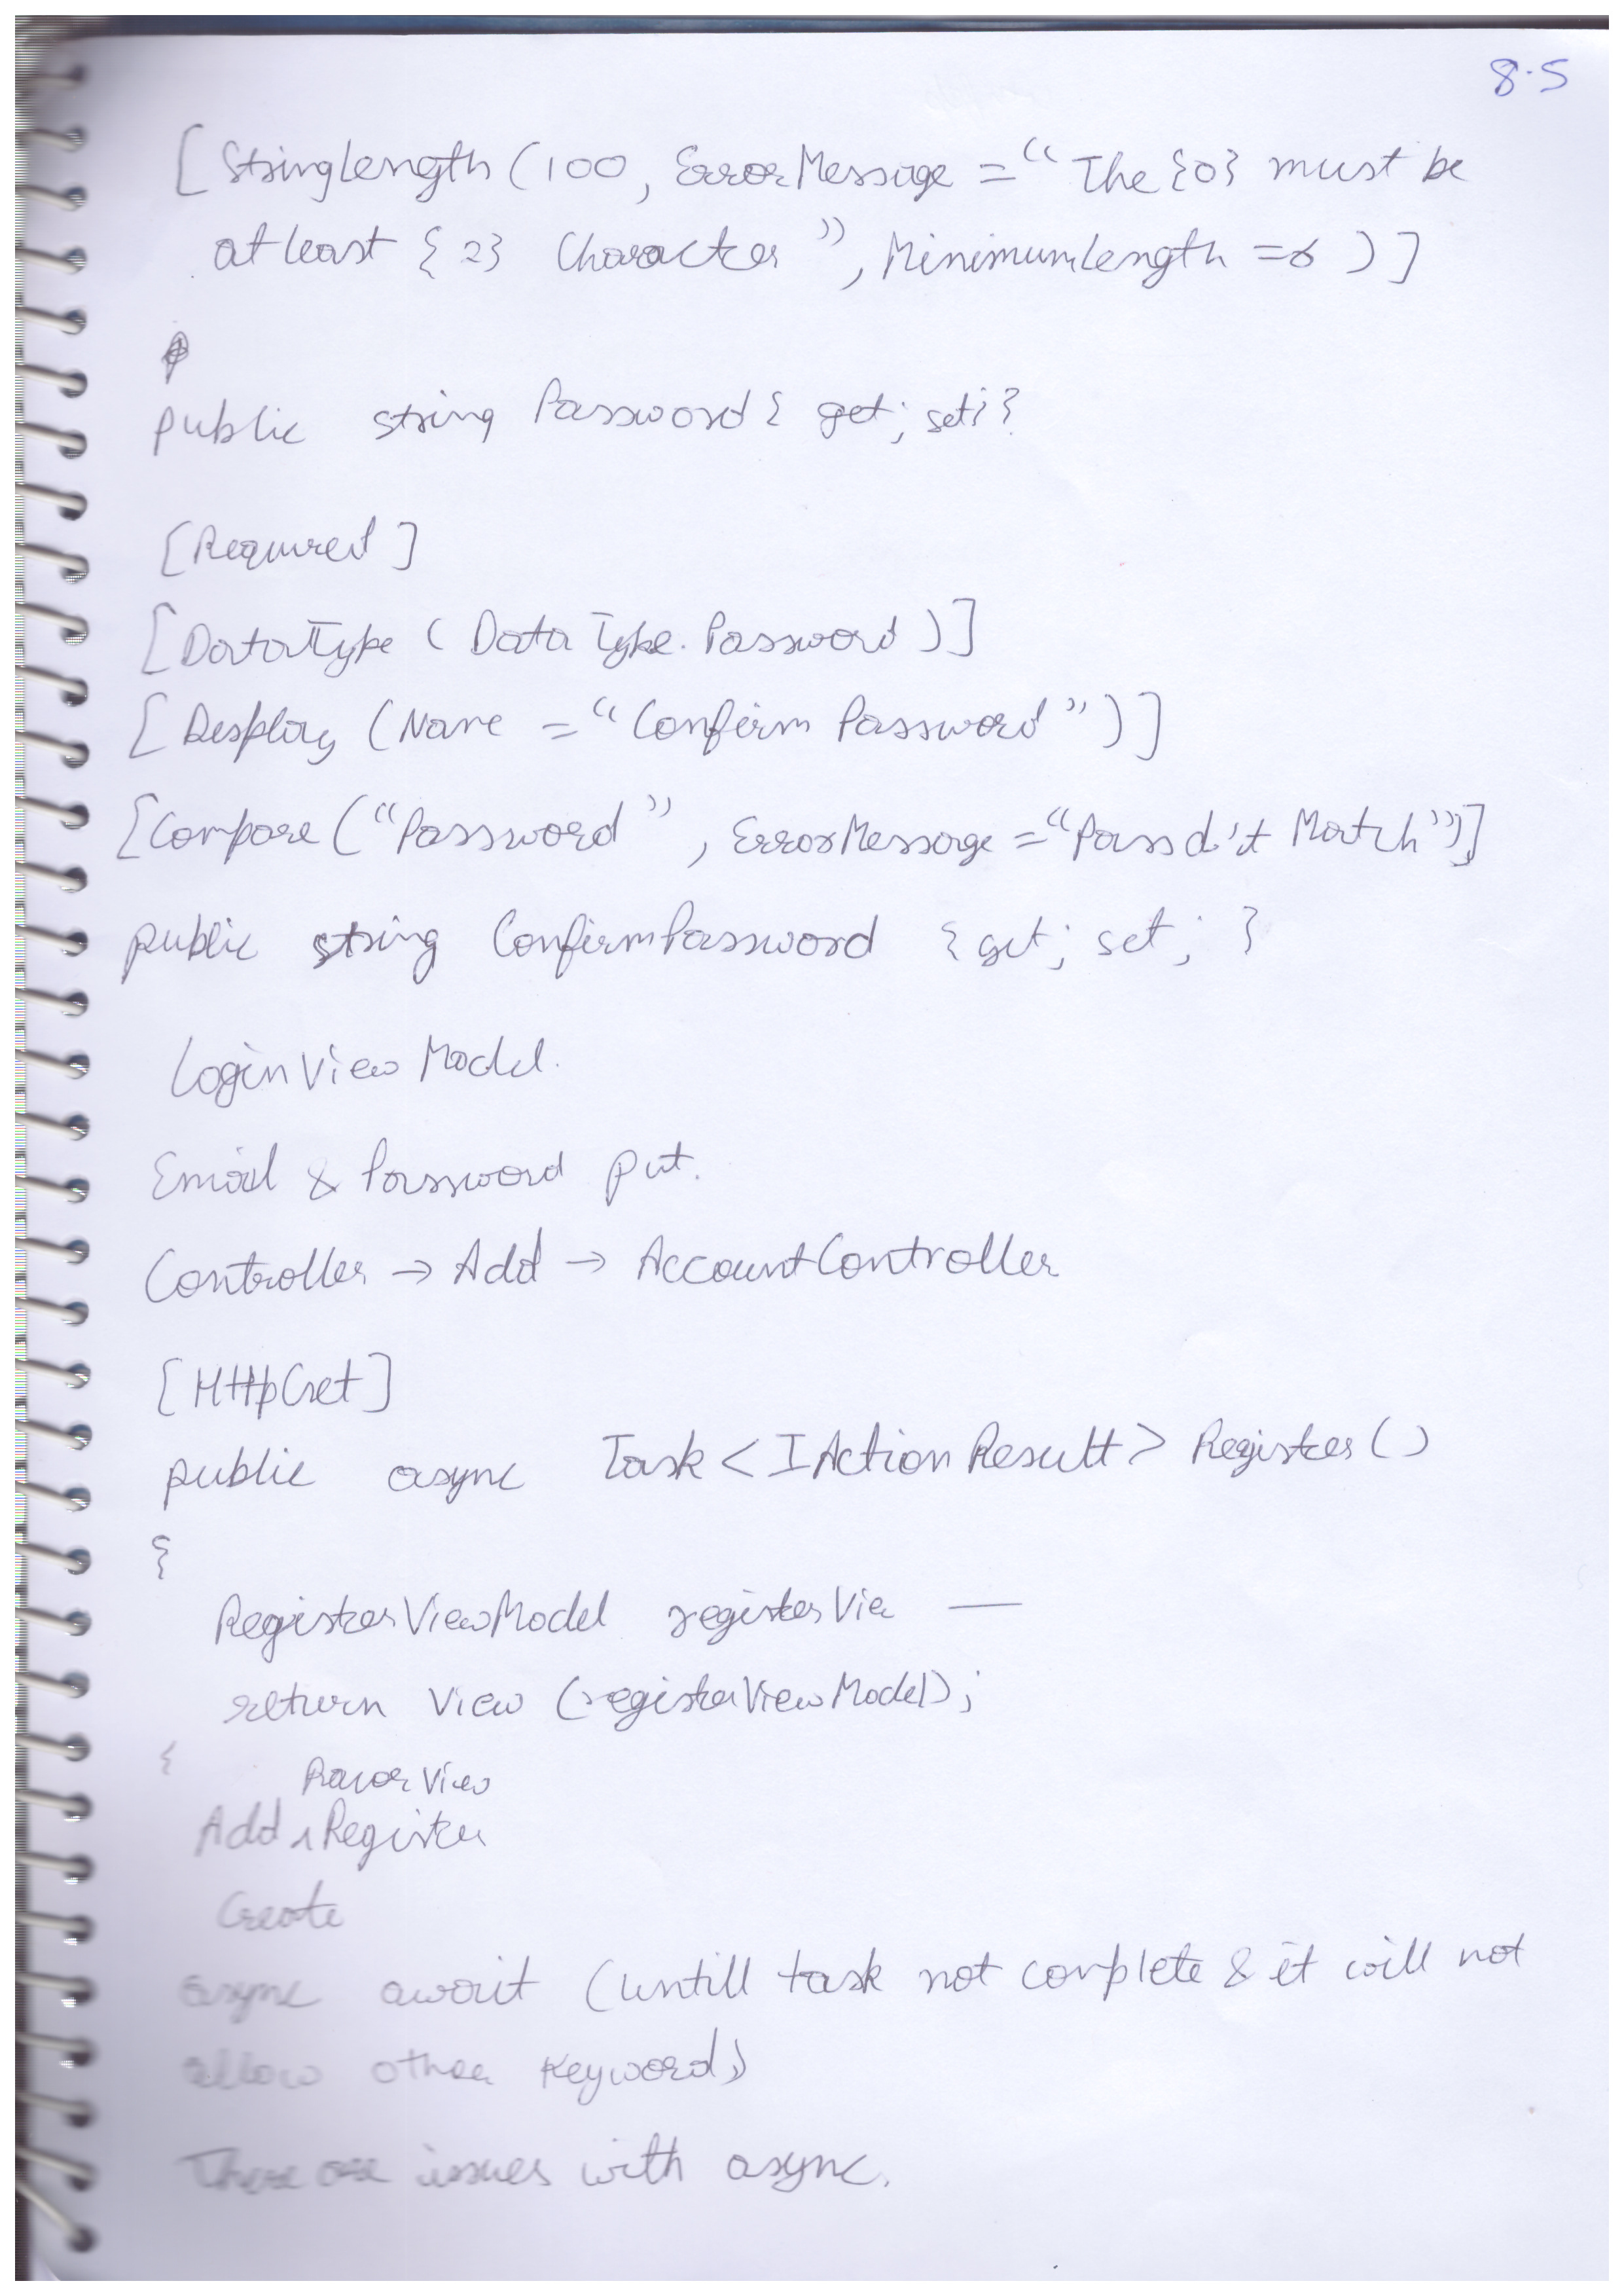 8.5
[StringLength (100, ErrorMessage = "The {0} must be
at least {2} Character", MinimumLength = 6 )]
public string Password { get; set; }
[Required]
[DataType ( DataType. Password )]
[Display (Name = "Confirm Password")]
[Compare ("Password", ErrorMessage = "Pass d't Match")]
public string ConfirmPassword { get; set; }
LoginViewModel.
Email & Password put.
Controller → Add → AccountController
[HttpGet]
public async Task<IActionResult> Register()
{
RegisterViewModel registerVie —
return View (registerViewModel);
{
Razor View
Add ^ Register
Create
async await (untill task not complete & it will not
allow other keyword)
There are issues with async.